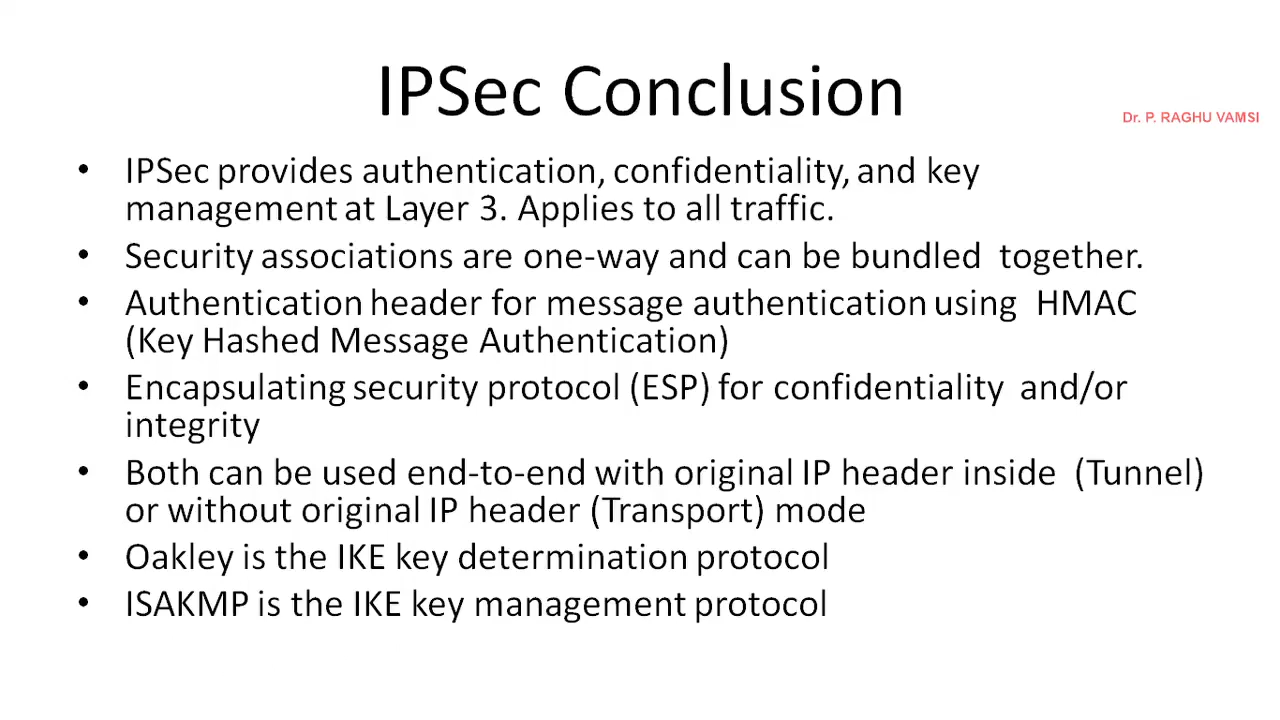 IPSec Conclusion
Dr. P. RAGHU VAMSI
• IPSec provides authentication, confidentiality, and key
management at Layer 3. Applies to all traffic.
• Security associations are one-way and can be bundled together.
• Authentication header for message authentication using HMAC
(Key Hashed Message Authentication)
• Encapsulating security protocol (ESP) for confidentiality and/or
integrity
• Both can be used end-to-end with original IP header inside (Tunnel)
or without original IP header (Transport) mode
• Oakley is the IKE key determination protocol
• ISAKMP is the IKE key management protocol